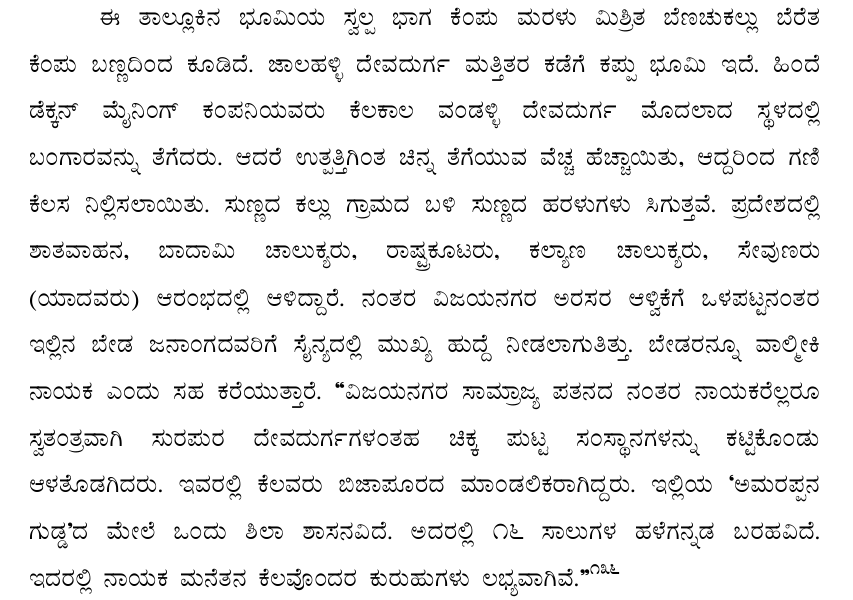 ಈ ತಾಲ್ಲೂಕಿನ ಭೂಮಿಯ ಸ್ವಲ್ಪ ಭಾಗ ಕೆಂಪು ಮರಳು ಮಿಶ್ರಿತ ಬೆಣಚುಕಲ್ಲು ಬೆರೆತ
ಕೆಂಪು ಬಣ್ಣದಿಂದ ಕೂಡಿದೆ. ಜಾಲಹಳ್ಳಿ ದೇವದುರ್ಗ ಮತ್ತಿತರ ಕಡೆಗೆ ಕಪ್ಪು ಭೂಮಿ ಇದೆ. ಹಿಂದೆ
ಡೆಕ್ಕನ್ ಮೈನಿಂಗ್ ಕಂಪನಿಯವರು ಕೆಲಕಾಲ ವಂಡಳ್ಳಿ ದೇವದುರ್ಗ ಮೊದಲಾದ ಸ್ಥಳದಲ್ಲಿ
ಬಂಗಾರವನ್ನು ತೆಗೆದರು. ಆದರೆ ಉತ್ಪತ್ತಿಗಿಂತ ಚಿನ್ನ ತೆಗೆಯುವ ವೆಚ್ಚ ಹೆಚ್ಚಾಯಿತು, ಆದ್ದರಿಂದ ಗಣಿ
ಕೆಲಸ ನಿಲ್ಲಿಸಲಾಯಿತು. ಸುಣ್ಣದ ಕಲ್ಲು ಗ್ರಾಮದ ಬಳಿ ಸುಣ್ಣದ ಹರಳುಗಳು ಸಿಗುತ್ತವೆ. ಪ್ರದೇಶದಲ್ಲಿ
ಶಾತವಾಹನ, ಬಾದಾಮಿ ಚಾಲುಕ್ಯರು, ರಾಷ್ಟ್ರಕೂಟರು, ಕಲ್ಯಾಣ ಚಾಲುಕ್ಯರು, ಸೇವುಣರು
(ಯಾದವರು) ಆರಂಭದಲ್ಲಿ ಆಳಿದ್ದಾರೆ. ನಂತರ ವಿಜಯನಗರ ಅರಸರ ಆಳ್ವಿಕೆಗೆ ಒಳಪಟ್ಟನಂತರ
ಇಲ್ಲಿನ ಬೇಡ ಜನಾಂಗದವರಿಗೆ ಸೈನ್ಯದಲ್ಲಿ ಮುಖ್ಯ ಹುದ್ದೆ ನೀಡಲಾಗುತಿತ್ತು. ಬೇಡರನ್ನೂ ವಾಲ್ಮೀಕಿ
ನಾಯಕ ಎಂದು ಸಹ ಕರೆಯುತ್ತಾರೆ. “ವಿಜಯನಗರ ಸಾಮ್ರಾಜ್ಯ ಪತನದ ನಂತರ ನಾಯಕರೆಲ್ಲರೂ
ಸ್ವತಂತ್ರವಾಗಿ ಸುರಪುರ ದೇವದುರ್ಗಗಳಂತಹ ಚಿಕ್ಕ ಪುಟ್ಟ ಸಂಸ್ಥಾನಗಳನ್ನು ಕಟ್ಟಿಕೊಂಡು
ಆಳತೊಡಗಿದರು. ಇವರಲ್ಲಿ ಕೆಲವರು ಬಿಜಾಪೂರದ ಮಾಂಡಲಿಕರಾಗಿದ್ದರು. ಇಲ್ಲಿಯ ‘ಅಮರಪ್ಪನ
ಗುಡ್ಡ’ದ ಮೇಲೆ ಒಂದು ಶಿಲಾ ಶಾಸನವಿದೆ. ಅದರಲ್ಲಿ ೧೬ ಸಾಲುಗಳ ಹಳೆಗನ್ನಡ ಬರಹವಿದೆ.
ಇದರಲ್ಲಿ ನಾಯಕ ಮನೆತನ ಕೆಲವೊಂದರ ಕುರುಹುಗಳು ಲಭ್ಯವಾಗಿವೆ.”೧೩೬